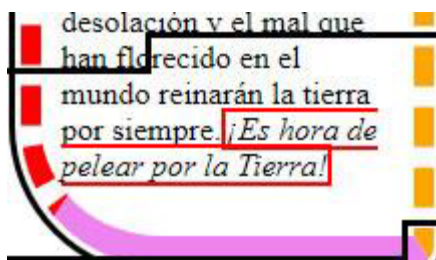 desolación y el mal que
han florecido en el
mundo reinarán la tierra
por siempre. ¡Es hora de
pelear por la Tierra!